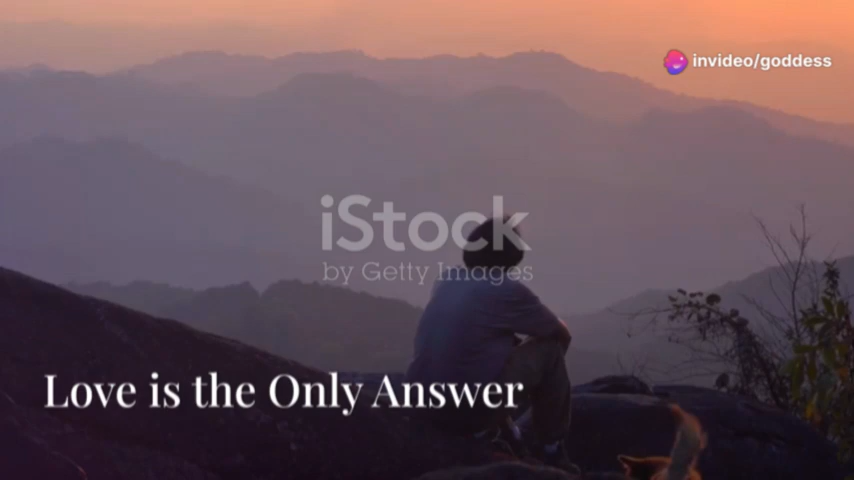 invideo/goddess
iStock
by Getty Images
Love is the Only Answer